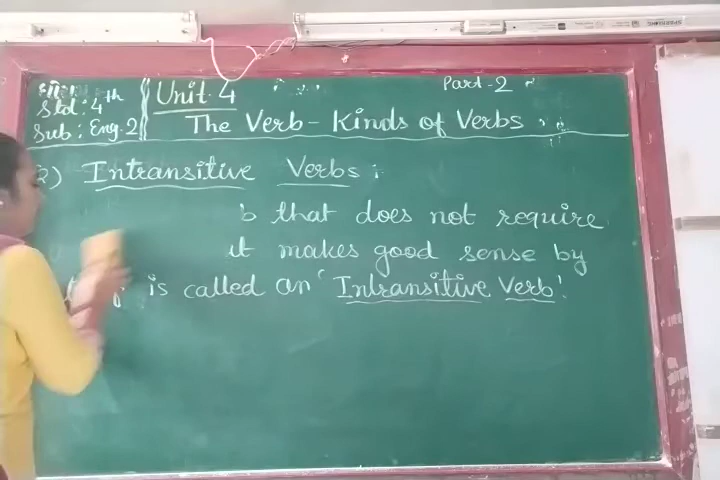 Std: 4th
Sub: Eng-2
Unit-4
Part-2
The Verb - Kinds of Verbs
2) Intransitive Verbs:
b that does not require
it makes good sense by
is called an 'Intransitive Verb'.